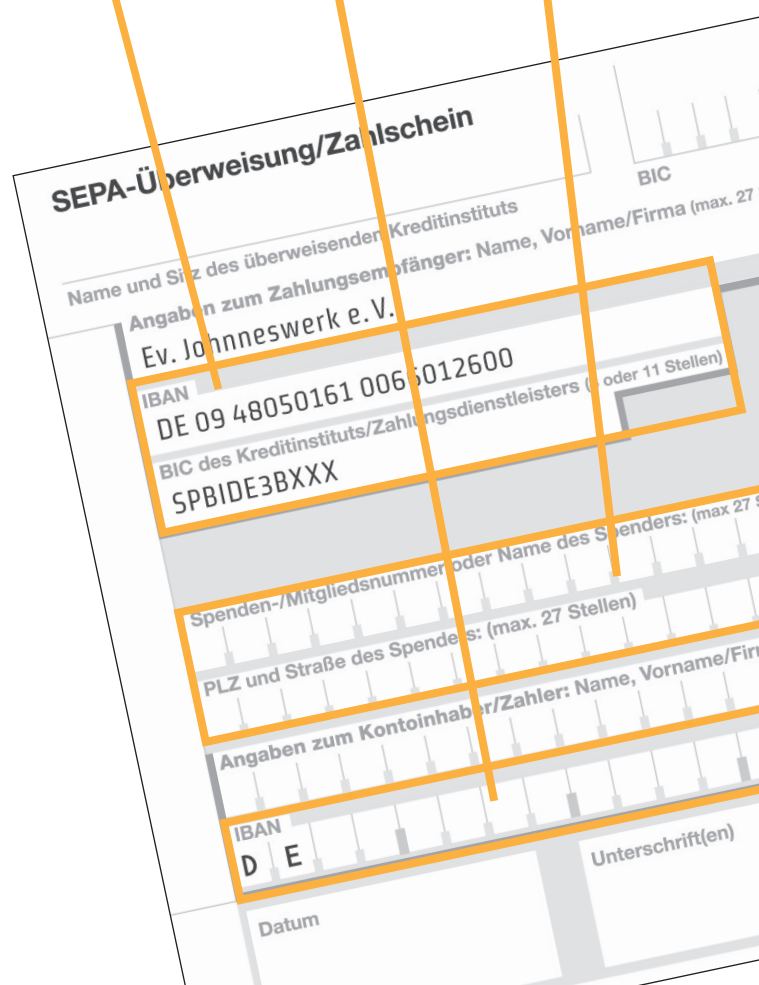 SEPA-Überweisung/Zahlschein
BIC
Name und Sitz des überweisenden Kreditinstituts
Angaben zum Zahlungsempfänger: Name, Vorname/Firma (max. 27
Ev. Johnneswerk e.V.
IBAN
DE 09 48050161 0066012600
BIC des Kreditinstituts/Zahlungsdienstleisters ( oder 11 Stellen)
SPBIDE3BXXX
Spenden-/Mitgliedsnummer oder Name des Spenders: (max 27 S
PLZ und Straße des Spenders: (max. 27 Stellen)
Angaben zum Kontoinhaber/Zahler: Name, Vorname/Firm
IBAN
D E
Datum
Unterschrift(en)